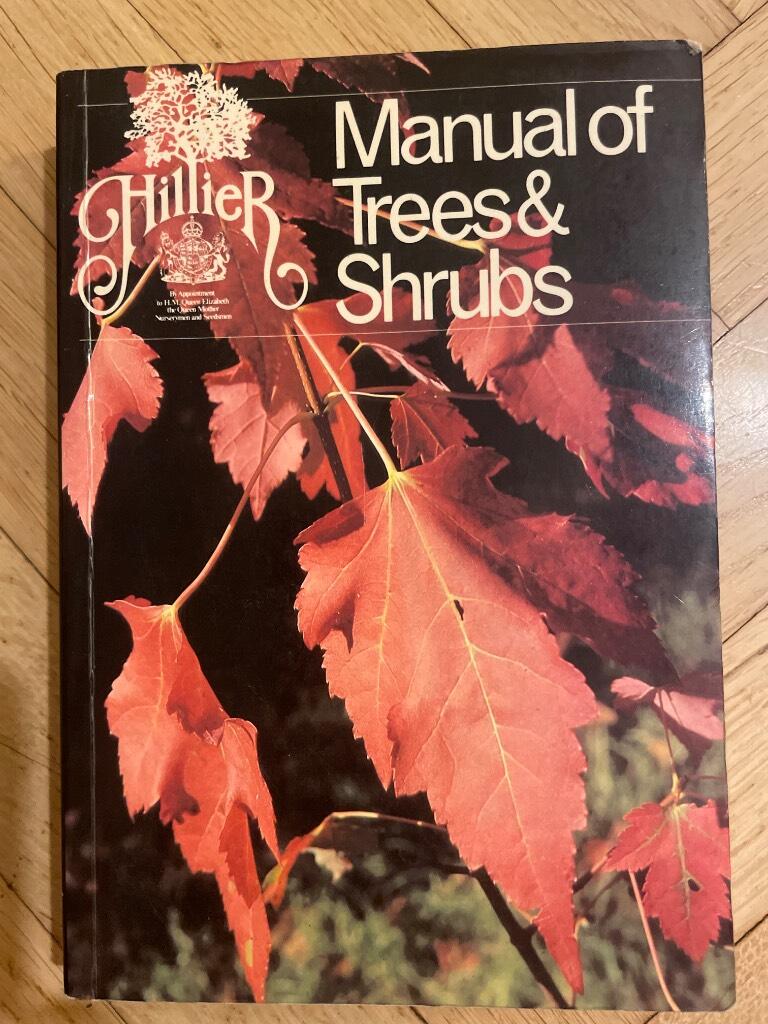 Hillier
By Appointment
to H.M. Queen Elizabeth
the Queen Mother
Nurserymen and Seedsmen
Manual of
Trees &
Shrubs